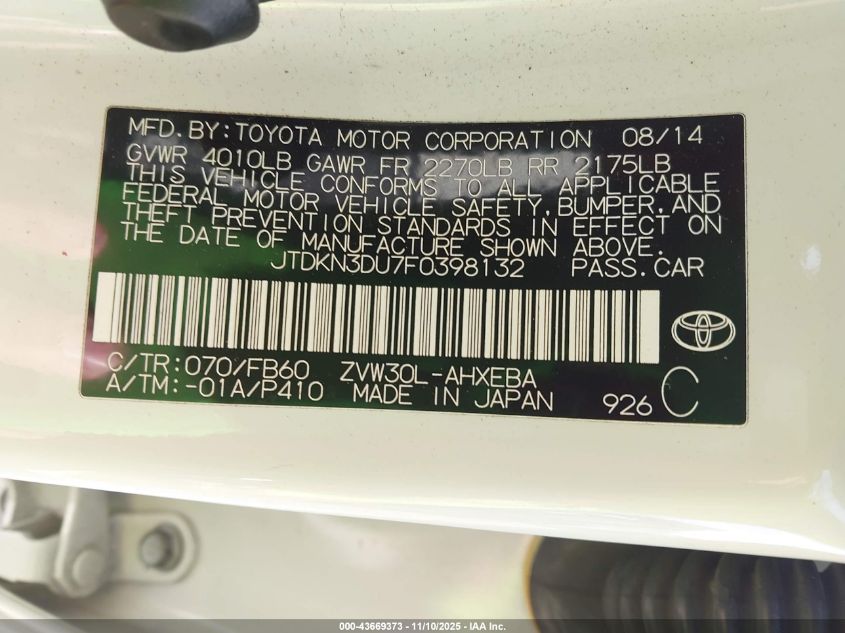 MFD.BY:TOYOTA MOTOR CORPORATION 08/14
GVWR 4010LB GAWR FR 2270LB RR 2175LB
THIS VEHICLE CONFORMS TO ALL APPLICABLE
FEDERAL MOTOR VEHICLE SAFETY,BUMPER,AND
THEFT PREVENTION STANDARDS IN EFFECT ON
THE DATE OF MANUFACTURE SHOWN ABOVE.
JTDKN3DU7F0398132 PASS.CAR
C/TR:070/FB60 ZVW30L-AHXEBA
A/TM:-01A/P410 MADE IN JAPAN 926 C
000-43669373 - 11/10/2025 - IAA Inc.